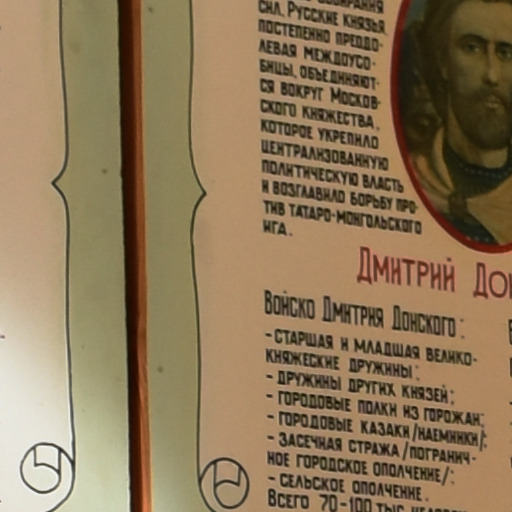 СИЛ. РУССКИЕ КНЯЗЬЯ,
ПОСТЕПЕННО ПРЕОДО-
ЛЕВАЯ МЕЖДОУСО-
БИЦЫ, ОБЪЕДИНЯЮТ-
СЯ ВОКРУГ МОСКОВ-
СКОГО КНЯЖЕСТВА,
КОТОРОЕ УКРЕПИЛО
ЦЕНТРАЛИЗОВАННУЮ
ПОЛИТИЧЕСКУЮ ВЛАСТЬ
И ВОЗГЛАВИЛО БОРЬБУ ПРО-
ТИВ ТАТАРО-МОНГОЛЬСКОГО
ИГА.
ДМИТРИЙ ДОН
ВОЙСКО ДМИТРИЯ ДОНСКОГО:
- СТАРШАЯ И МЛАДШАЯ ВЕЛИКО-
КНЯЖЕСКИЕ ДРУЖИНЫ;
- ДРУЖИНЫ ДРУГИХ КНЯЗЕЙ;
- ГОРОДОВЫЕ ПОЛКИ ИЗ ГОРОЖАН;
- ГОРОДОВЫЕ КАЗАКИ /НАЕМНИКИ/;
- ЗАСЕЧНАЯ СТРАЖА /ПОГРАНИЧ-
НОЕ ГОРОДСКОЕ ОПОЛЧЕНИЕ/;
- СЕЛЬСКОЕ ОПОЛЧЕНИЕ.
ВСЕГО 70-100 ТЫС. ЧЕЛОВЕК